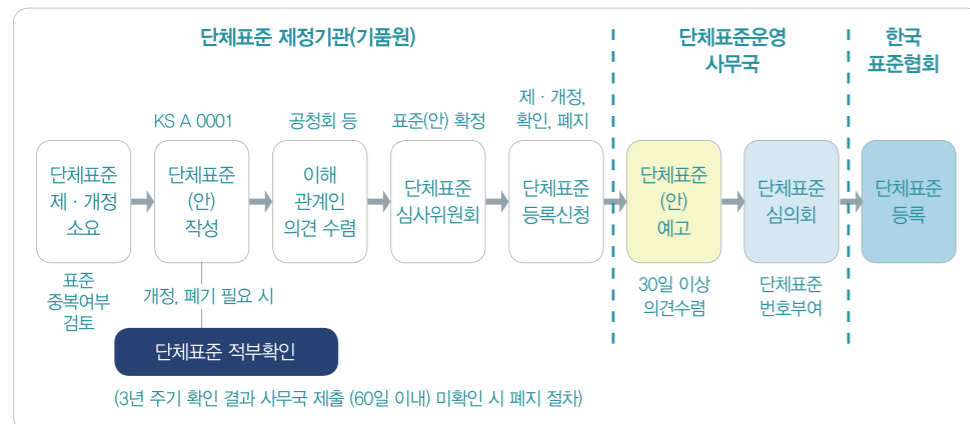 단체표준 제정기관(기품원)
단체표준운영
사무국
한국
표준협회
KS A 0001
공청회 등
표준(안) 확정
제 · 개정,
확인, 폐지
단체표준
제 · 개정
소요
단체표준
(안)
작성
이해
관계인
의견 수렴
단체표준
심사위원회
단체표준
등록신청
단체표준
(안)
예고
단체표준
심의회
단체표준
등록
표준
중복여부
검토
개정, 폐기 필요 시
30일 이상
의견수렴
단체표준
번호부여
단체표준 적부확인
(3년 주기 확인 결과 사무국 제출 (60일 이내) 미확인 시 폐지 절차)